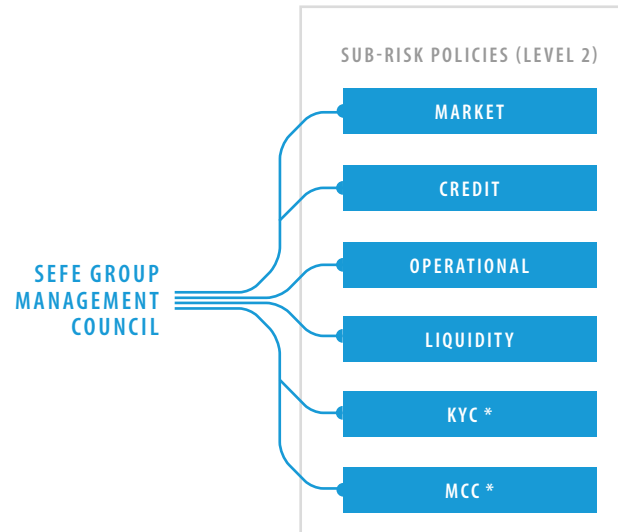 SUB-RISK POLICIES (LEVEL 2)
MARKET
CREDIT
OPERATIONAL
SEFE GROUP
MANAGEMENT
COUNCIL
LIQUIDITY
KYC *
MCC *